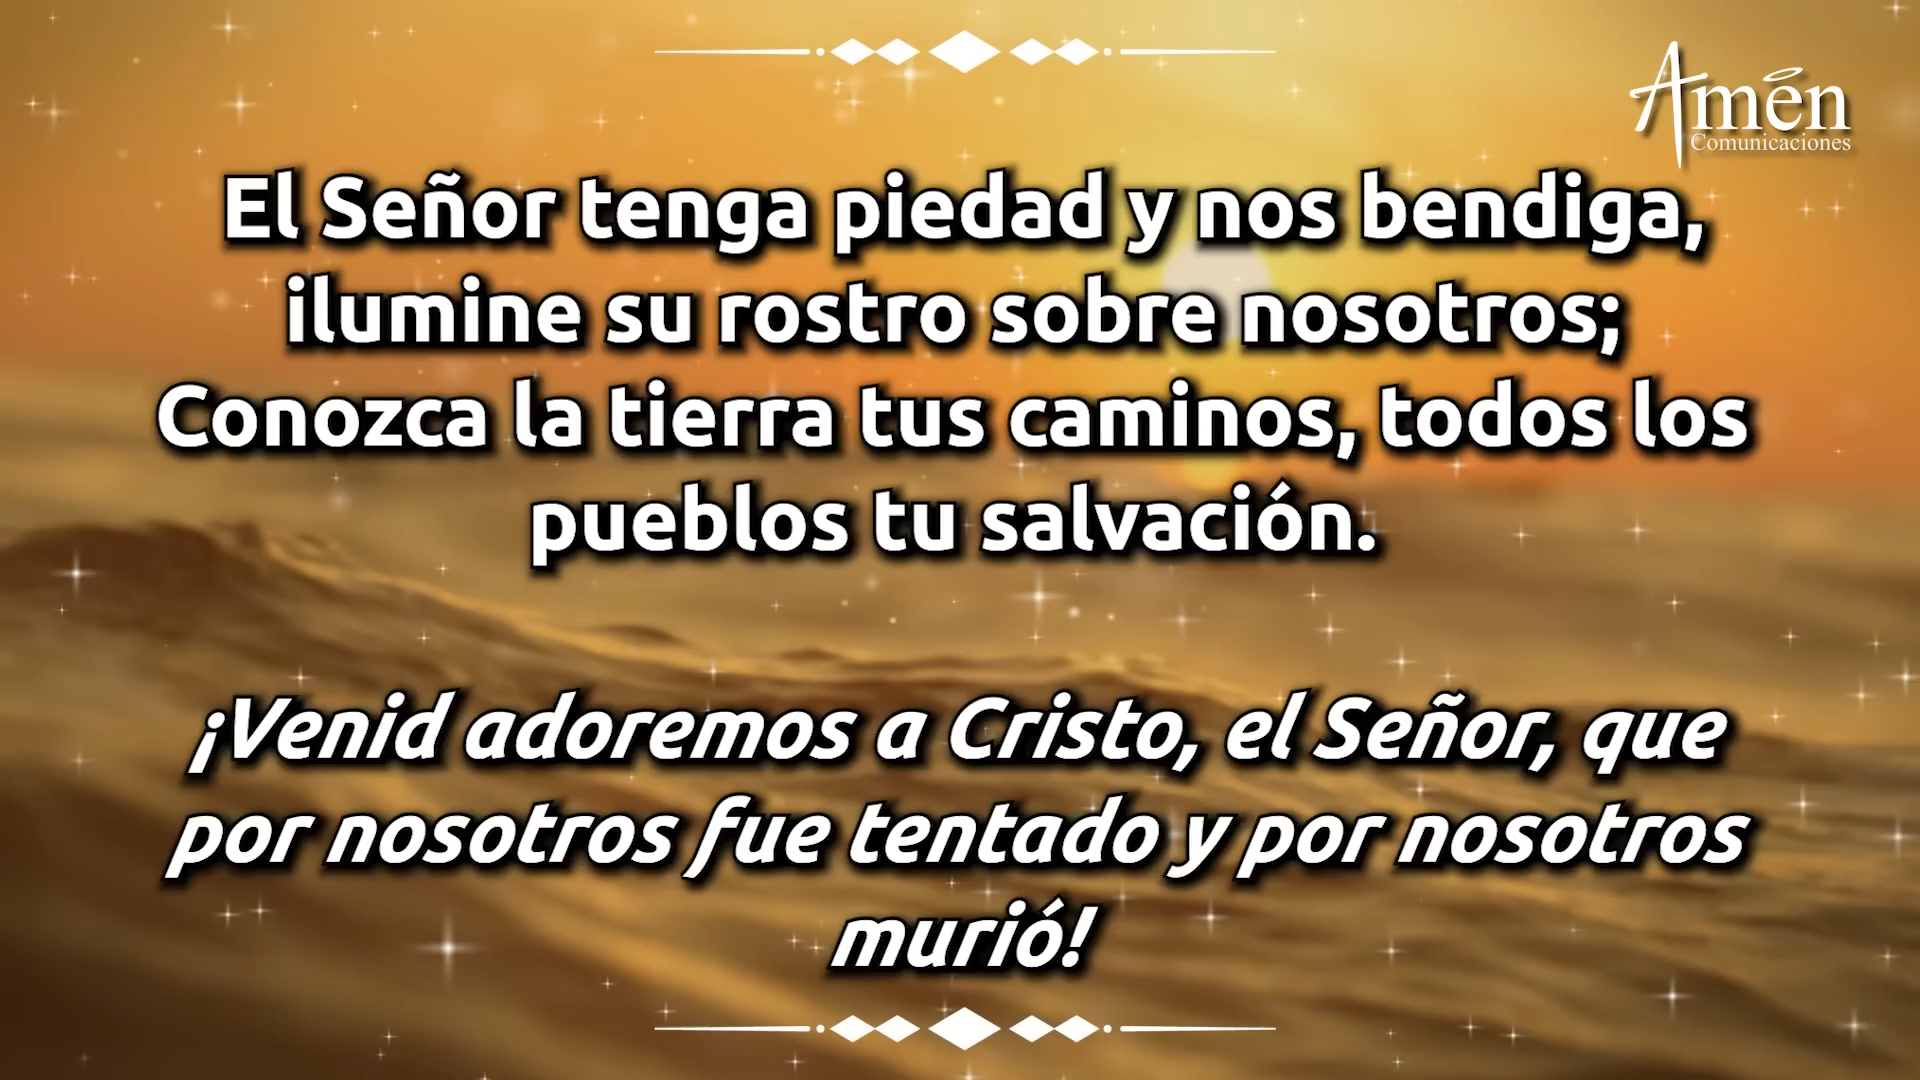 Amén
Comunicaciones
El Señor tenga piedad y nos bendiga,
ilumine su rostro sobre nosotros;
Conozca la tierra tus caminos, todos los
pueblos tu salvación.
¡Venid adoremos a Cristo, el Señor, que
por nosotros fue tentado y por nosotros
murió!